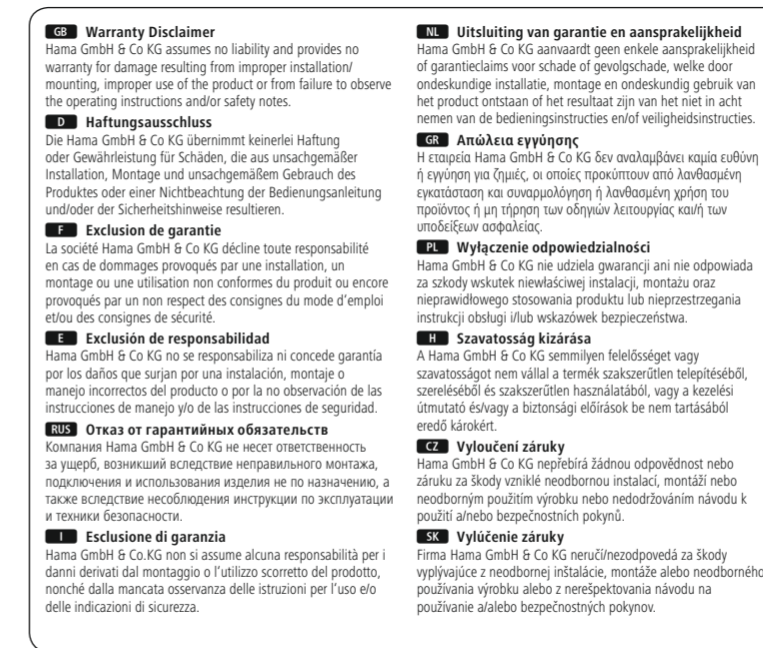 GB Warranty Disclaimer
Hama GmbH & Co KG assumes no liability and provides no
warranty for damage resulting from improper installation/
mounting, improper use of the product or from failure to observe
the operating instructions and/or safety notes.
D Haftungsausschluss
Die Hama GmbH & Co KG übernimmt keinerlei Haftung
oder Gewährleistung für Schäden, die aus unsachgemäßer
Installation, Montage und unsachgemäßem Gebrauch des
Produktes oder einer Nichtbeachtung der Bedienungsanleitung
und/oder der Sicherheitshinweise resultieren.
F Exclusion de garantie
La société Hama GmbH & Co KG décline toute responsabilité
en cas de dommages provoqués par une installation, un
montage ou une utilisation non conformes du produit ou encore
provoqués par un non respect des consignes du mode d'emploi
et/ou des consignes de sécurité.
E Exclusión de responsabilidad
Hama GmbH & Co KG no se responsabiliza ni concede garantía
por los daños que surjan por una instalación, montaje o
manejo incorrectos del producto o por la no observación de las
instrucciones de manejo y/o de las instrucciones de seguridad.
RUS Отказ от гарантийных обязательств
Компания Hama GmbH & Co KG не несет ответственность
за ущерб, возникший вследствие неправильного монтажа,
подключения и использования изделия не по назначению, а
также вследствие несоблюдения инструкции по эксплуатации
и техники безопасности.
I Esclusione di garanzia
Hama GmbH & Co.KG non si assume alcuna responsabilità per i
danni derivati dal montaggio o l'utilizzo scorretto del prodotto,
nonché dalla mancata osservanza delle istruzioni per l'uso e/o
delle indicazioni di sicurezza.
NL Uitsluiting van garantie en aansprakelijkheid
Hama GmbH & Co KG aanvaardt geen enkele aansprakelijkheid
of garantieclaims voor schade of gevolgschade, welke door
ondeskundige installatie, montage en ondeskundig gebruik van
het product ontstaan of het resultaat zijn van het niet in acht
nemen van de bedieningsinstructies en/of veiligheidsinstructies.
GR Απώλεια εγγύησης
Η εταιρεία Hama GmbH & Co KG δεν αναλαμβάνει καμία ευθύνη
ή εγγύηση για ζημιές, οι οποίες προκύπτουν από λανθασμένη
εγκατάσταση και συναρμολόγηση ή λανθασμένη χρήση του
προϊόντος ή μη τήρηση των οδηγιών λειτουργίας και/ή των
υποδείξεων ασφαλείας.
PL Wyłączenie odpowiedzialności
Hama GmbH & Co KG nie udziela gwarancji ani nie odpowiada
za szkody wskutek niewłaściwej instalacji, montażu oraz
nieprawidłowego stosowania produktu lub nieprzestrzegania
instrukcji obsługi i/lub wskazówek bezpieczeństwa.
H Szavatosság kizárása
A Hama GmbH & Co KG semmilyen felelősséget vagy
szavatosságot nem vállal a termék szakszerűtlen telepítéséből,
szereléséből és szakszerűtlen használatából, vagy a kezelési
útmutató és/vagy a biztonsági előírások be nem tartásából
eredő károkért.
CZ Vyloučení záruky
Hama GmbH & Co KG nepřebírá žádnou odpovědnost nebo
záruku za škody vzniklé neodbornou instalací, montáží nebo
neodborným použitím výrobku nebo nedodržováním návodu k
použití a/nebo bezpečnostních pokynů.
SK Vylúčenie záruky
Firma Hama GmbH & Co KG neručí/nezodpovedá za škody
vyplývajúce z neodbornej inštalácie, montáže alebo neodborného
používania výrobku alebo z nerešpektovania návodu na
používanie a/alebo bezpečnostných pokynov.